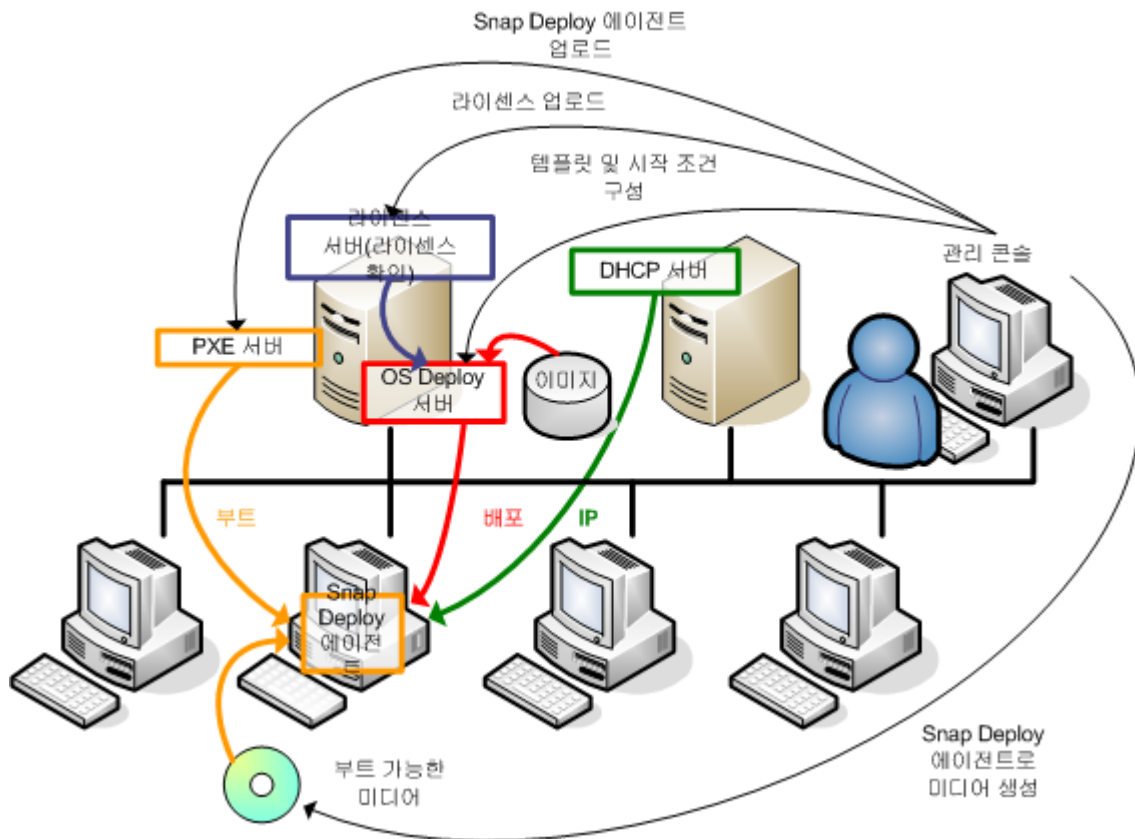 Snap Deploy 에이전트
업로드
라이센스 업로드
템플릿 및 시작 조건
구성
라이센스
서버(라이센스
확인)
DHCP 서버
관리 콘솔
PXE 서버
OS Deploy
서버
이미지
부트
배포
IP
Snap
Deploy
에이전
트
부트 가능한
미디어
Snap Deploy
에이전트로
미디어 생성